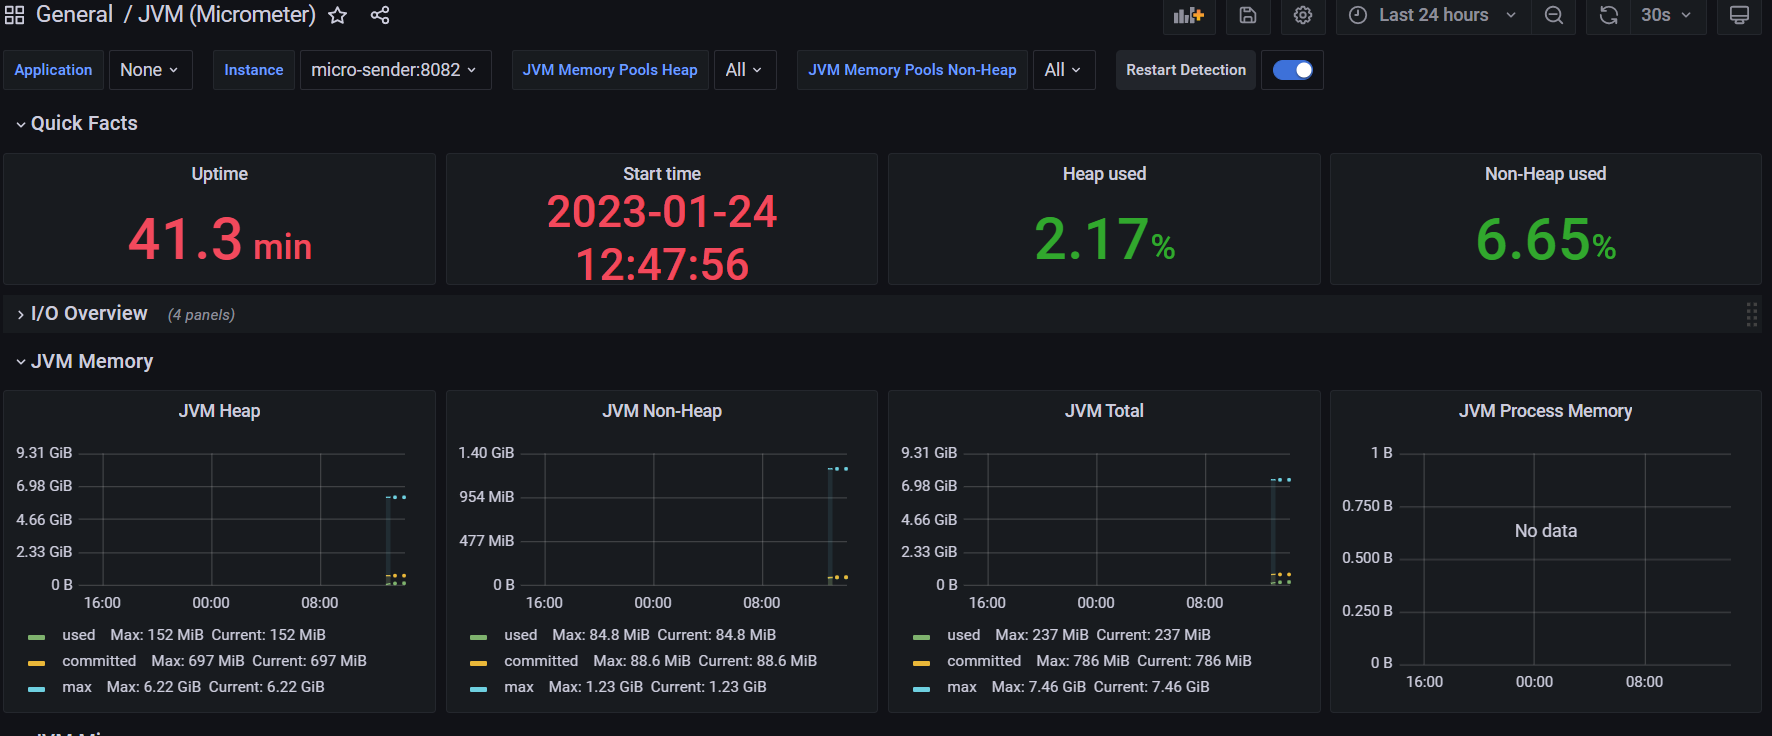 General / JVM (Micrometer)
Last 24 hours
30s
Application None Instance micro-sender:8082 JVM Memory Pools Heap All JVM Memory Pools Non-Heap All Restart Detection
Quick Facts
Uptime
41.3 min
Start time
2023-01-24
12:47:56
Heap used
2.17%
Non-Heap used
6.65%
I/O Overview (4 panels)
JVM Memory
JVM Heap
9.31 GiB
6.98 GiB
4.66 GiB
2.33 GiB
0 B
16:00 00:00 08:00
used Max: 152 MiB Current: 152 MiB
committed Max: 697 MiB Current: 697 MiB
max Max: 6.22 GiB Current: 6.22 GiB
JVM Non-Heap
1.40 GiB
954 MiB
477 MiB
0 B
16:00 00:00 08:00
used Max: 84.8 MiB Current: 84.8 MiB
committed Max: 88.6 MiB Current: 88.6 MiB
max Max: 1.23 GiB Current: 1.23 GiB
JVM Total
9.31 GiB
6.98 GiB
4.66 GiB
2.33 GiB
0 B
16:00 00:00 08:00
used Max: 237 MiB Current: 237 MiB
committed Max: 786 MiB Current: 786 MiB
max Max: 7.46 GiB Current: 7.46 GiB
JVM Process Memory
1 B
0.750 B
No data
0.500 B
0.250 B
0 B
16:00 00:00 08:00